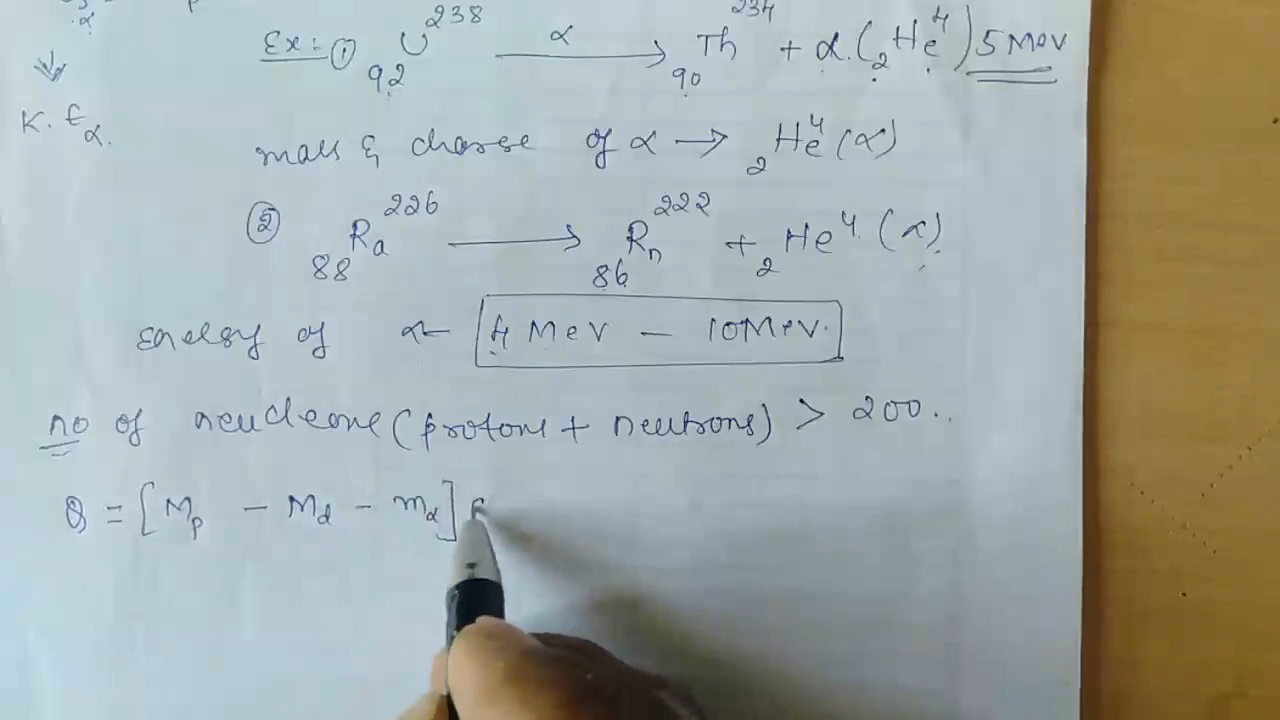 Ex:- ① ₉₂U²³⁸ —α→ ₉₀Th²³⁴ + α.(₂He⁴) 5 MeV
α
K. Eα.
mass & charge of α → ₂He⁴(α)
② ₈₈Ra²²⁶ → ₈₆Rn²²² + ₂He⁴ (α)
Energy of α- 4 MeV – 10 MeV.
no of neucleons (protons + neutrons) > 200..
Q = [Mp - Md - mα]